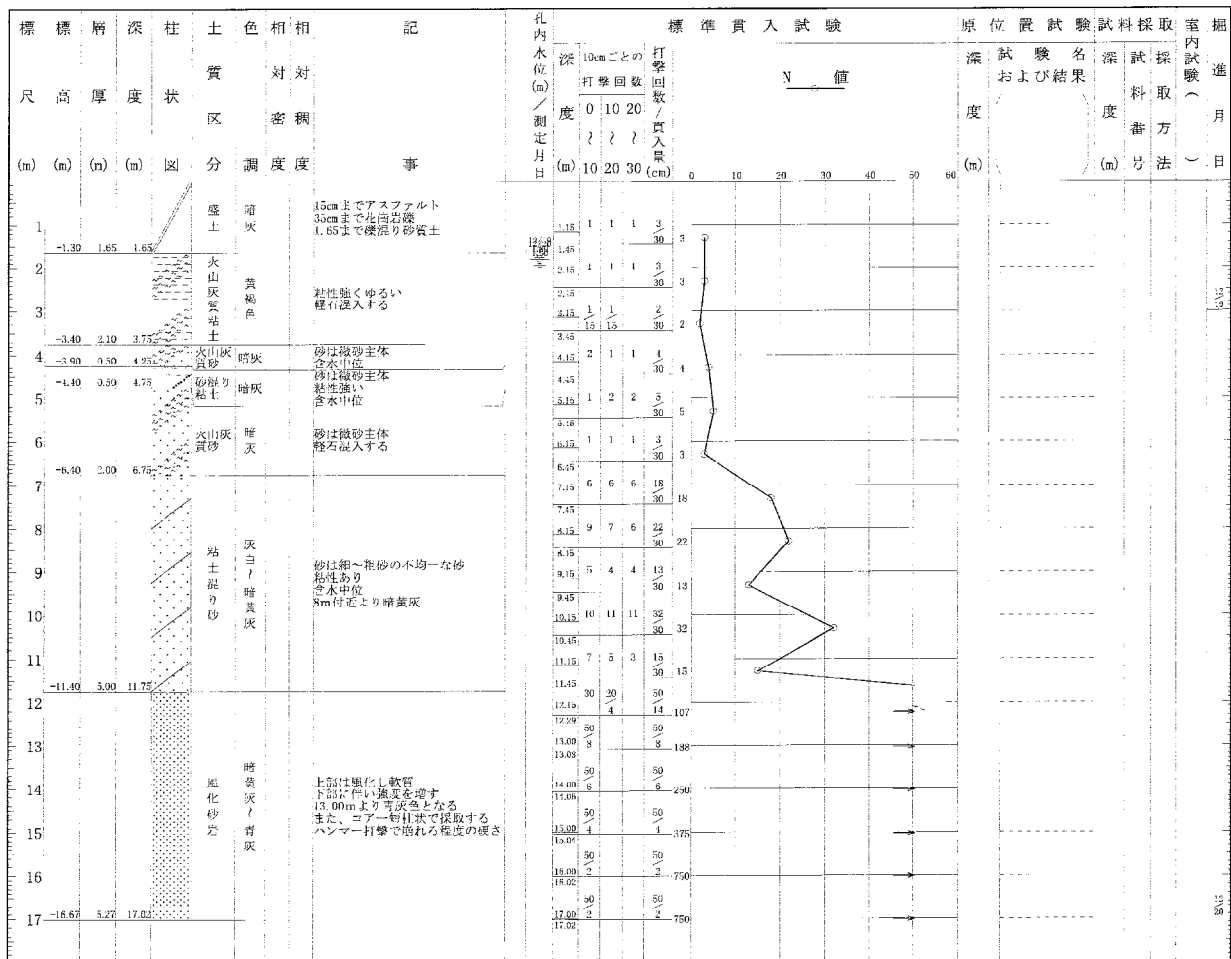 標尺(m)
標高(m)
層厚(m)
深度(m)
柱状図
土質区分
色調
相対密度
相対稠度
記事
孔内水位(m)/測定月日
標準貫入試験
深度(m)
10cmごとの打撃回数
0~10 10~20 20~30
打撃回数/貫入量(cm)
N値
0 10 20 30 40 50 60
原位置試験
深度(m)
試験名および結果
試料採取
深度(m)
試料番号
採取方法
室内試験( )
掘進月日
1
-1.30 1.65 1.65
盛土
暗灰
15cmまでアスファルト
35cmまで花崗岩礫
1.65まで礫混り砂質土
1.15 1 1 1 3/30 3
1.45
2
3
-3.40 2.10 3.75
火山灰質粘土
黄褐色
粘性強くゆるい
軽石混入する
2.15 1 1 1 3/30 3
3.15 1/15 1/15 2/30 2
3.45
4
-3.90 0.50 4.25
火山灰質砂
暗灰
砂は微砂主体
含水中位
4.15 2 1 1 4/30 4
4.45
-4.40 0.50 4.75
砂混り粘土
暗灰
砂は微砂主体
粘性強い
含水中位
5
5.15 1 2 2 5/30 5
6
-6.40 2.00 6.75
火山灰質砂
暗灰
砂は微砂主体
軽石混入する
6.15 1 1 1 3/30 3
6.45
7
7.15 6 6 6 18/30 18
7.45
8
8.15 9 7 6 22/30 22
9
粘土混り砂
灰白~暗黄灰
砂は細~粗砂の不均一な砂
粘性あり
含水中位
8m付近より暗黄灰
9.15 5 4 4 13/30 13
9.45
10
10.15 10 11 11 32/30 32
10.45
11
-11.40 5.00 11.75
11.15 7 5 3 15/30 15
11.45
12
12.15 30 20/4 50/14 107
12.29
13
13.00 50/8 50/8 188
13.08
14
風化砂岩
暗黄灰~青灰
上部は風化し軟質
下部に伴い強度を増す
13.00mより青灰色となる
また、コアー短柱状で採取する
ハンマー打撃で崩れる程度の硬さ
14.00 50/6 50/6 250
14.06
15
15.00 50/4 50/4 375
15.04
16
16.00 50/2 50/2 750
16.02
17
-16.67 5.27 17.02
17.00 50/2 50/2 750
17.02
12/20